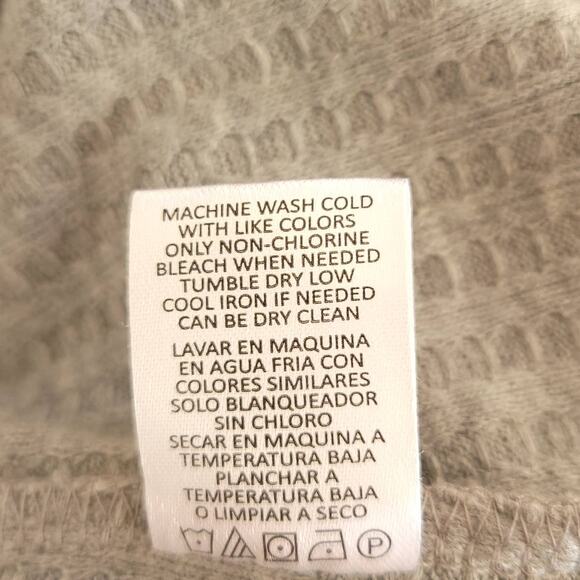 MACHINE WASH COLD
WITH LIKE COLORS
ONLY NON-CHLORINE
BLEACH WHEN NEEDED
TUMBLE DRY LOW
COOL IRON IF NEEDED
CAN BE DRY CLEAN
LAVAR EN MAQUINA
EN AGUA FRIA CON
COLORES SIMILARES
SOLO BLANQUEADOR
SIN CHLORO
SECAR EN MAQUINA A
TEMPERATURA BAJA
PLANCHAR A
TEMPERATURA BAJA
O LIMPIAR A SECO
P